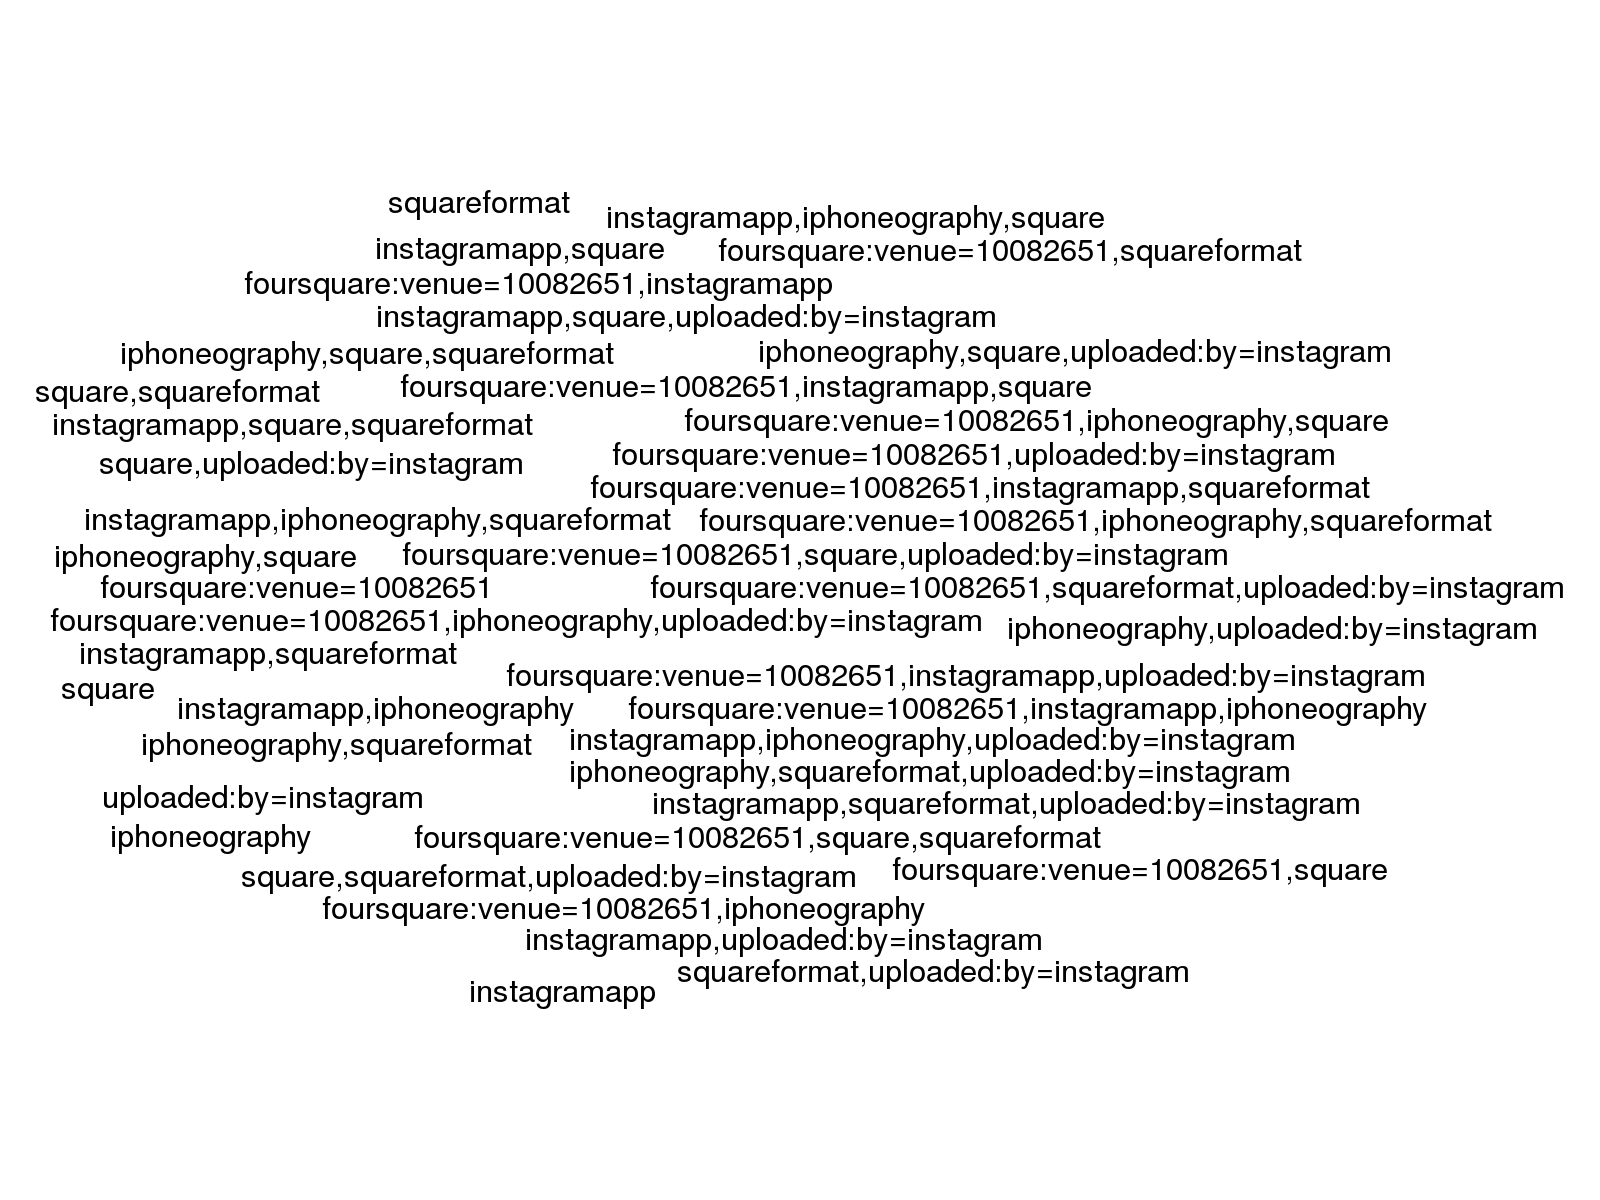 squareformat
instagramapp,iphoneography,square
instagramapp,square
foursquare:venue=10082651,squareformat
foursquare:venue=10082651,instagramapp
instagramapp,square,uploaded:by=instagram
iphoneography,square,squareformat
iphoneography,square,uploaded:by=instagram
square,squareformat
foursquare:venue=10082651,instagramapp,square
instagramapp,square,squareformat
foursquare:venue=10082651,iphoneography,square
square,uploaded:by=instagram
foursquare:venue=10082651,uploaded:by=instagram
foursquare:venue=10082651,instagramapp,squareformat
instagramapp,iphoneography,squareformat
foursquare:venue=10082651,iphoneography,squareformat
iphoneography,square
foursquare:venue=10082651,square,uploaded:by=instagram
foursquare:venue=10082651
foursquare:venue=10082651,squareformat,uploaded:by=instagram
foursquare:venue=10082651,iphoneography,uploaded:by=instagram
iphoneography,uploaded:by=instagram
instagramapp,squareformat
foursquare:venue=10082651,instagramapp,uploaded:by=instagram
square
instagramapp,iphoneography
foursquare:venue=10082651,instagramapp,iphoneography
iphoneography,squareformat
instagramapp,iphoneography,uploaded:by=instagram
iphoneography,squareformat,uploaded:by=instagram
uploaded:by=instagram
instagramapp,squareformat,uploaded:by=instagram
iphoneography
foursquare:venue=10082651,square,squareformat
square,squareformat,uploaded:by=instagram
foursquare:venue=10082651,square
foursquare:venue=10082651,iphoneography
instagramapp,uploaded:by=instagram
squareformat,uploaded:by=instagram
instagramapp